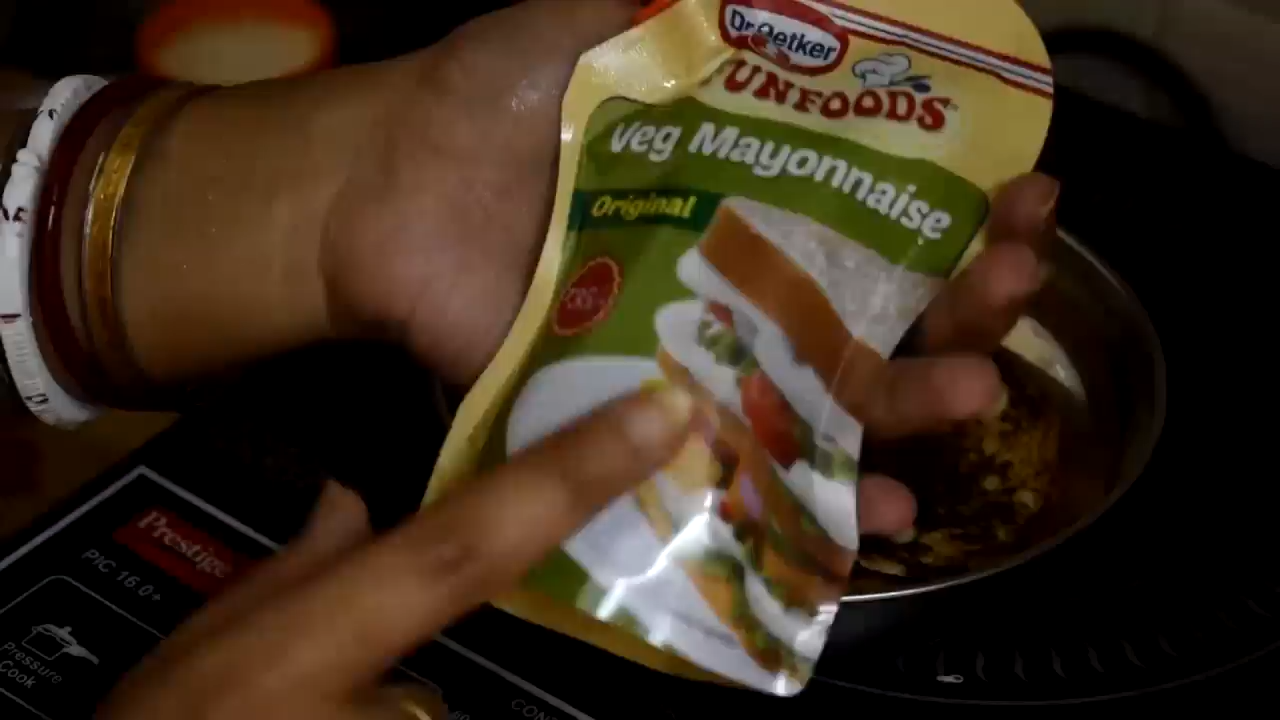 Dr.Oetker
FUNFOODS
Veg Mayonnaise
Original
Prestige
PIC 16.0+
Pressure
Cook